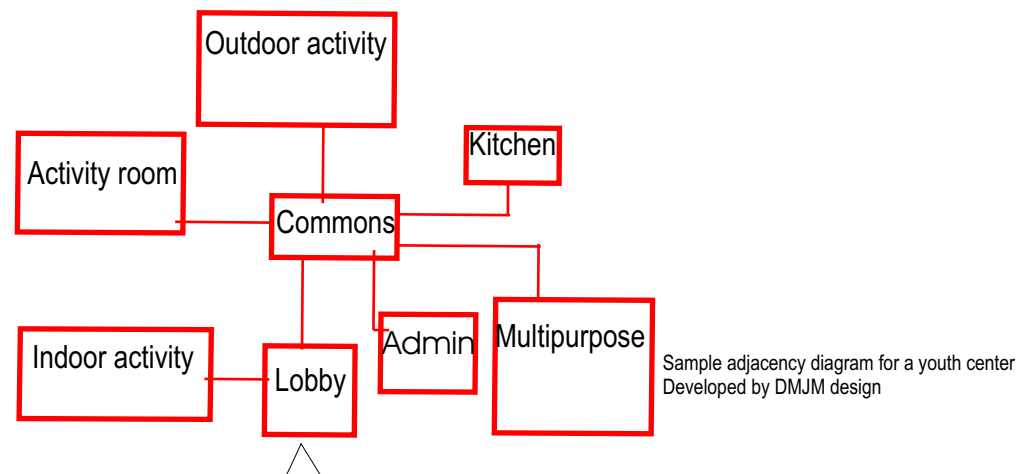 Outdoor activity
Kitchen
Activity room
Commons
Admin
Multipurpose
Indoor activity
Lobby
Sample adjacency diagram for a youth center
Developed by DMJM design